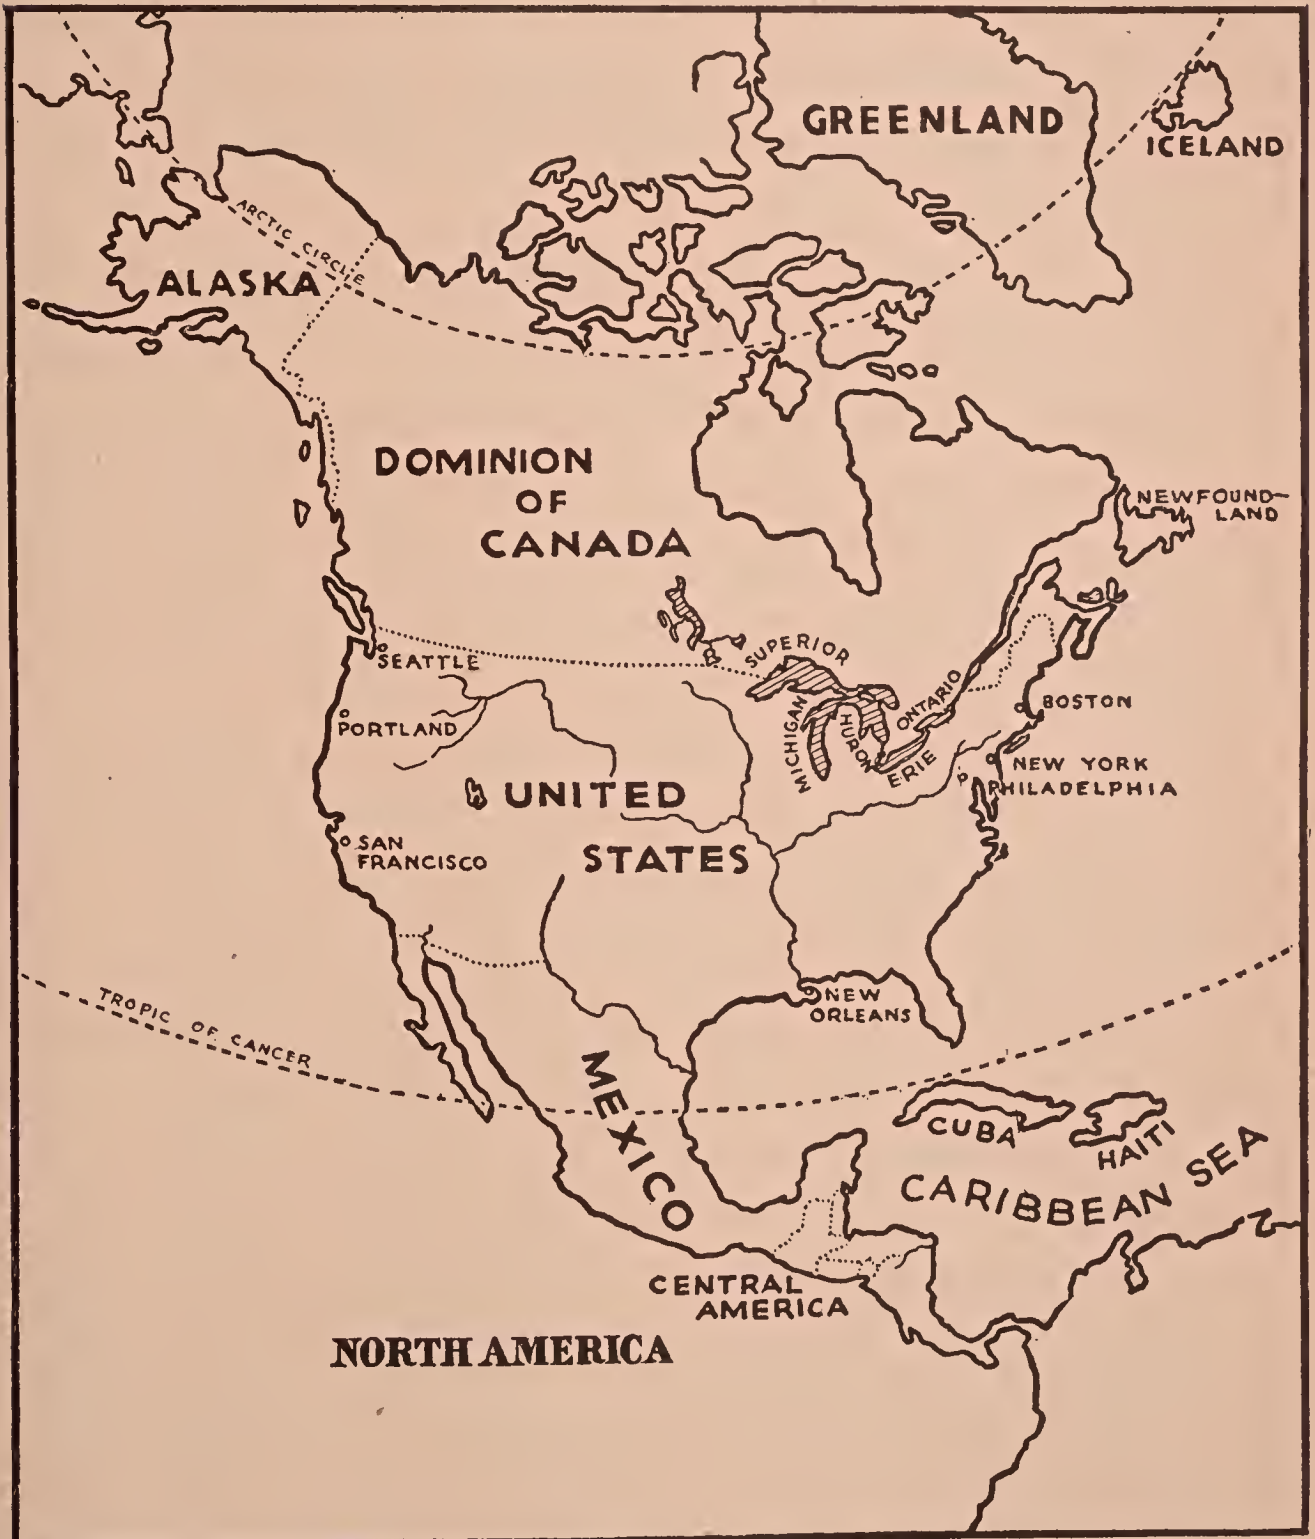 GREENLAND
ICELAND
ARCTIC CIRCLE
ALASKA
DOMINION
OF
CANADA
NEWFOUND-
LAND
SUPERIOR
SEATTLE
ONTARIO
MICHIGAN
HURON
ERIE
BOSTON
PORTLAND
NEW YORK
PHILADELPHIA
UNITED
STATES
SAN
FRANCISCO
TROPIC OF CANCER
NEW
ORLEANS
MEXICO
CUBA
HAITI
CARIBBEAN SEA
CENTRAL
AMERICA
NORTH AMERICA